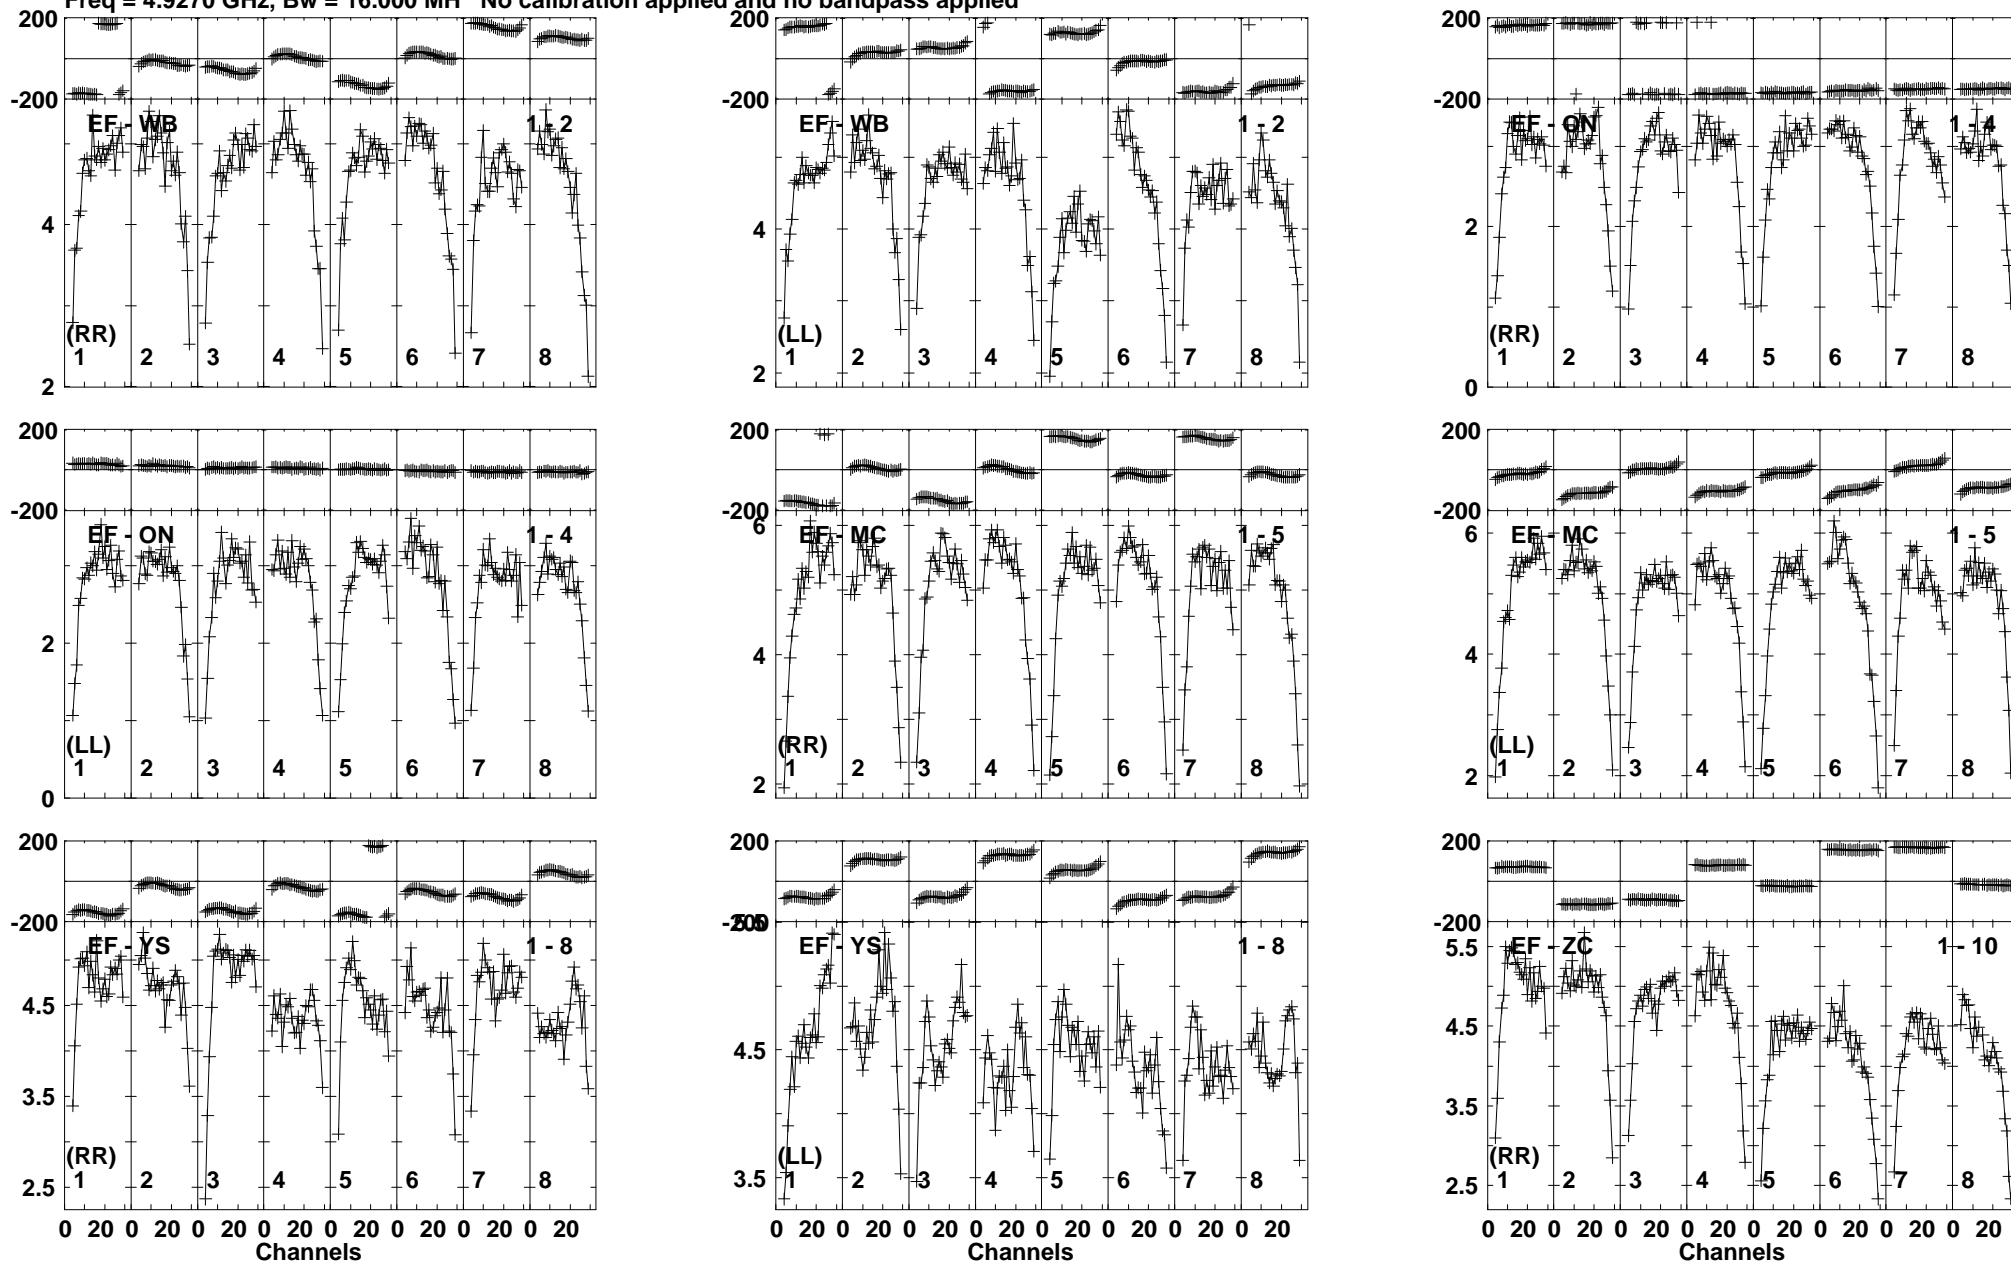 Freq = 4.9270 GHz, Bw = 16.000 MH No calibration applied and no bandpass applied
200 200 200
-200 -200 -200
EF - WB 1 - 2 EF - WB 1 - 2 EF - ON 1 - 4
4 4 2
(RR) (LL) (RR)
1 2 3 4 5 6 7 8 1 2 3 4 5 6 7 8 1 2 3 4 5 6 7 8
2 2 0
200 200 200
-200 -200 -200
6 6
EF - ON 1 - 4 EF - MC 1 - 5 EF - MC 1 - 5
2 4 4
(LL) (RR) (LL)
1 2 3 4 5 6 7 8 1 2 3 4 5 6 7 8 1 2 3 4 5 6 7 8
0 2 2
200 200 200
-200 -200 -200
5.5 5.5
EF - YS 1 - 8 EF - YS 1 - 8 EF - ZC 1 - 10
4.5 4.5 4.5
3.5 3.5 3.5
(RR) (LL) (RR)
1 2 3 4 5 6 7 8 1 2 3 4 5 6 7 8 1 2 3 4 5 6 7 8
2.5 2.5
0 20 0 20 0 20 0 20 0 20 0 20 0 20 0 20 0 20 0 20 0 20 0 20 0 20 0 20 0 20 0 20 0 20 0 20 0 20 0 20 0 20 0 20 0 20 0 20
Channels Channels Channels